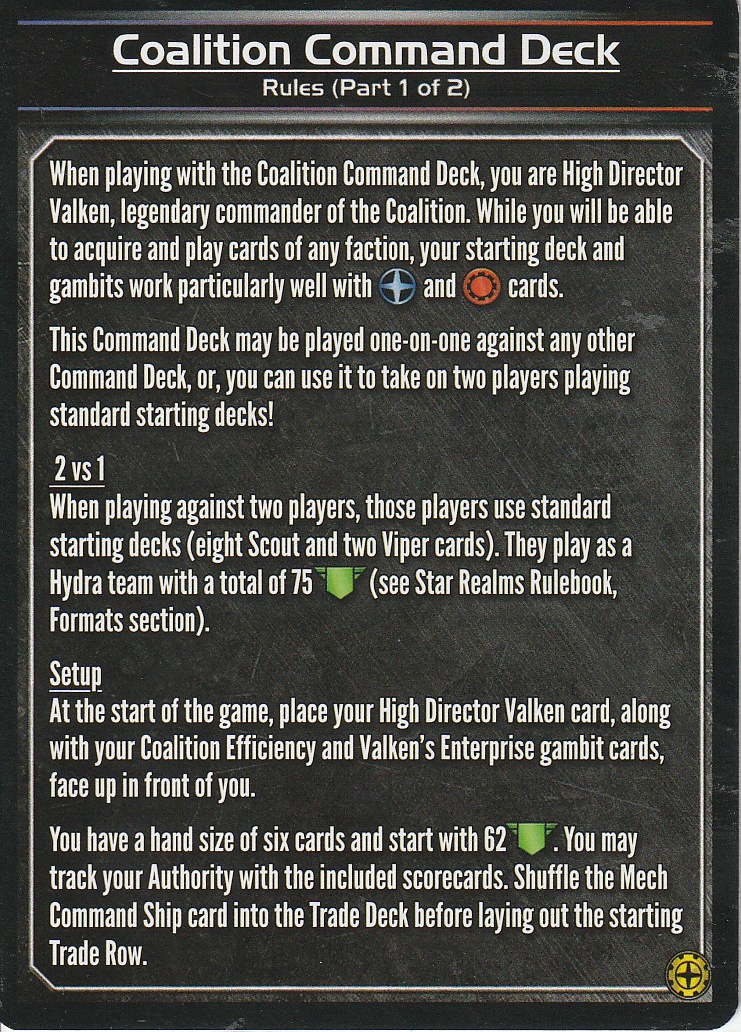 Coalition Command Deck
Rules (Part 1 of 2)
When playing with the Coalition Command Deck, you are High Director
Valken, legendary commander of the Coalition. While you will be able
to acquire and play cards of any faction, your starting deck and
gambits work particularly well with and cards.
This Command Deck may be played one-on-one against any other
Command Deck, or, you can use it to take on two players playing
standard starting decks!
2 vs 1
When playing against two players, those players use standard
starting decks (eight Scout and two Viper cards). They play as a
Hydra team with a total of 75 (see Star Realms Rulebook,
Formats section).
Setup
At the start of the game, place your High Director Valken card, along
with your Coalition Efficiency and Valken's Enterprise gambit cards,
face up in front of you.
You have a hand size of six cards and start with 62 . You may
track your Authority with the included scorecards. Shuffle the Mech
Command Ship card into the Trade Deck before laying out the starting
Trade Row.